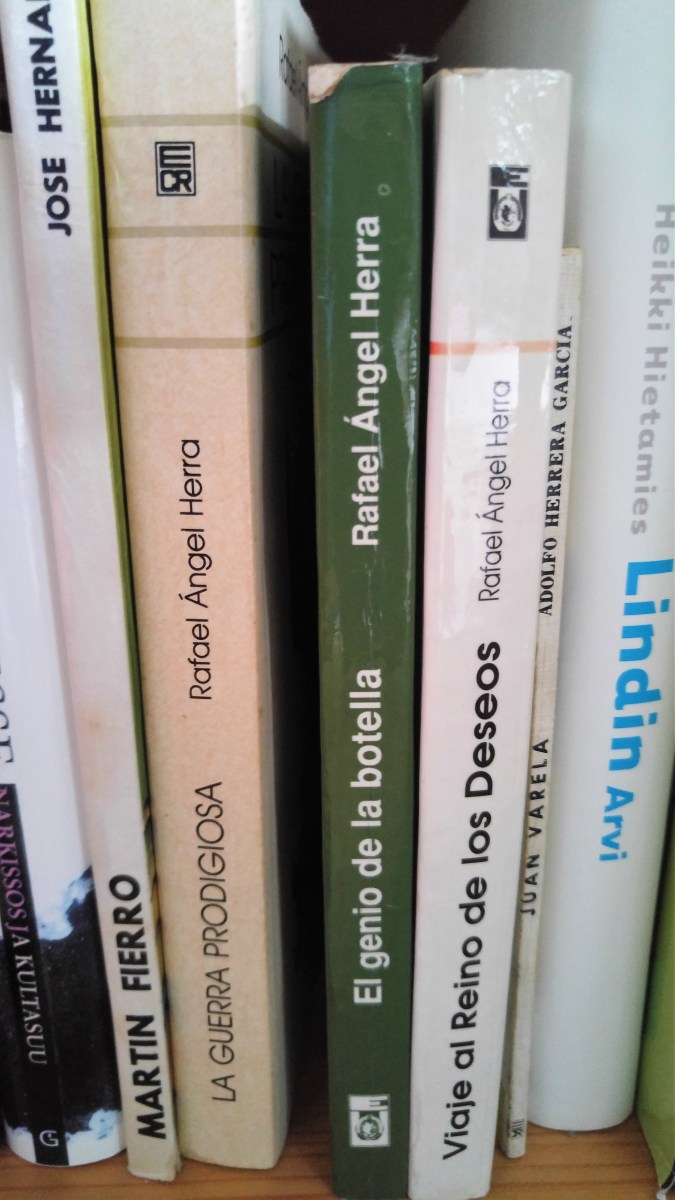 NARKISSOS JA KULTASUU
G
MARTIN FIERRO
JOSE HERNA
LA GUERRA PRODIGIOSA
Rafael Ángel Herra
El genio de la botella
Rafael Ángel Herra
Viaje al Reino de los Deseos
Rafael Ángel Herra
JUAN VARELA
ADOLFO HERRERA GARCIA
Heikki Hietamies
Lindin Arvi